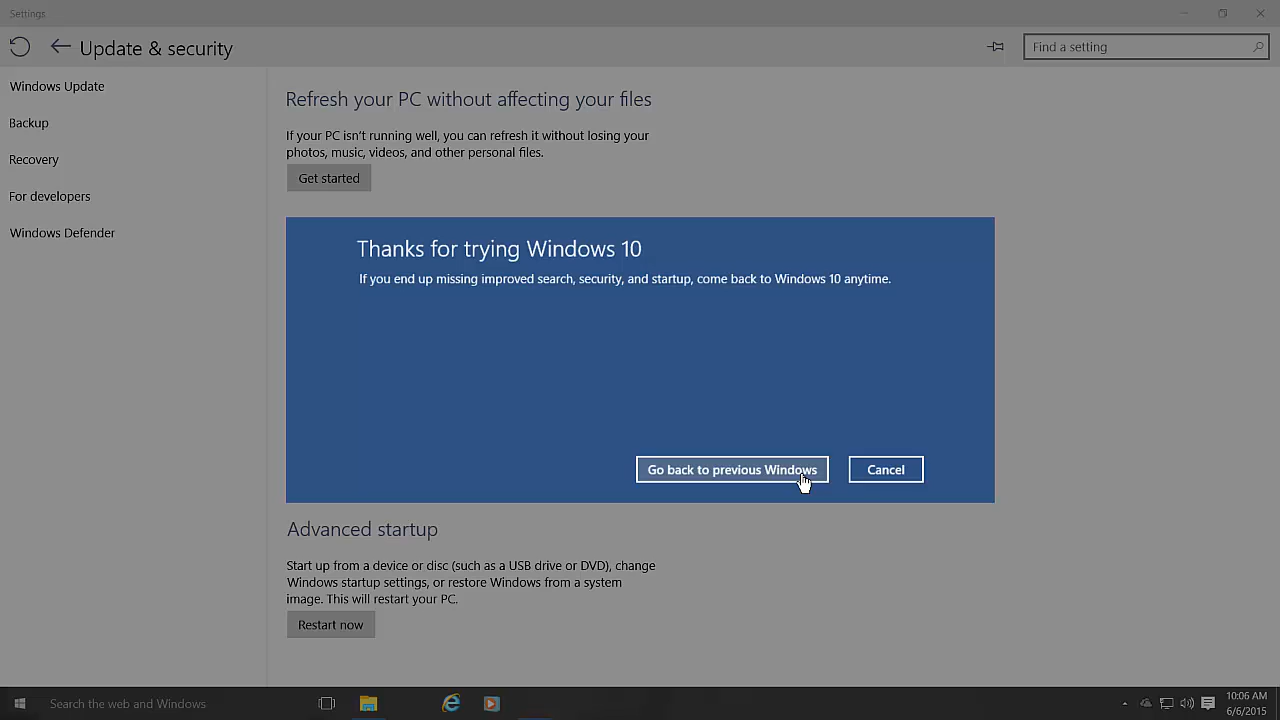 Settings
Update & security
Find a setting
Windows Update
Backup
Recovery
For developers
Windows Defender
Refresh your PC without affecting your files
If your PC isn't running well, you can refresh it without losing your
photos, music, videos, and other personal files.
Get started
Thanks for trying Windows 10
If you end up missing improved search, security, and startup, come back to Windows 10 anytime.
Go back to previous Windows
Cancel
Advanced startup
Start up from a device or disc (such as a USB drive or DVD), change
Windows startup settings, or restore Windows from a system
image. This will restart your PC.
Restart now
Search the web and Windows
10:06 AM
6/6/2015